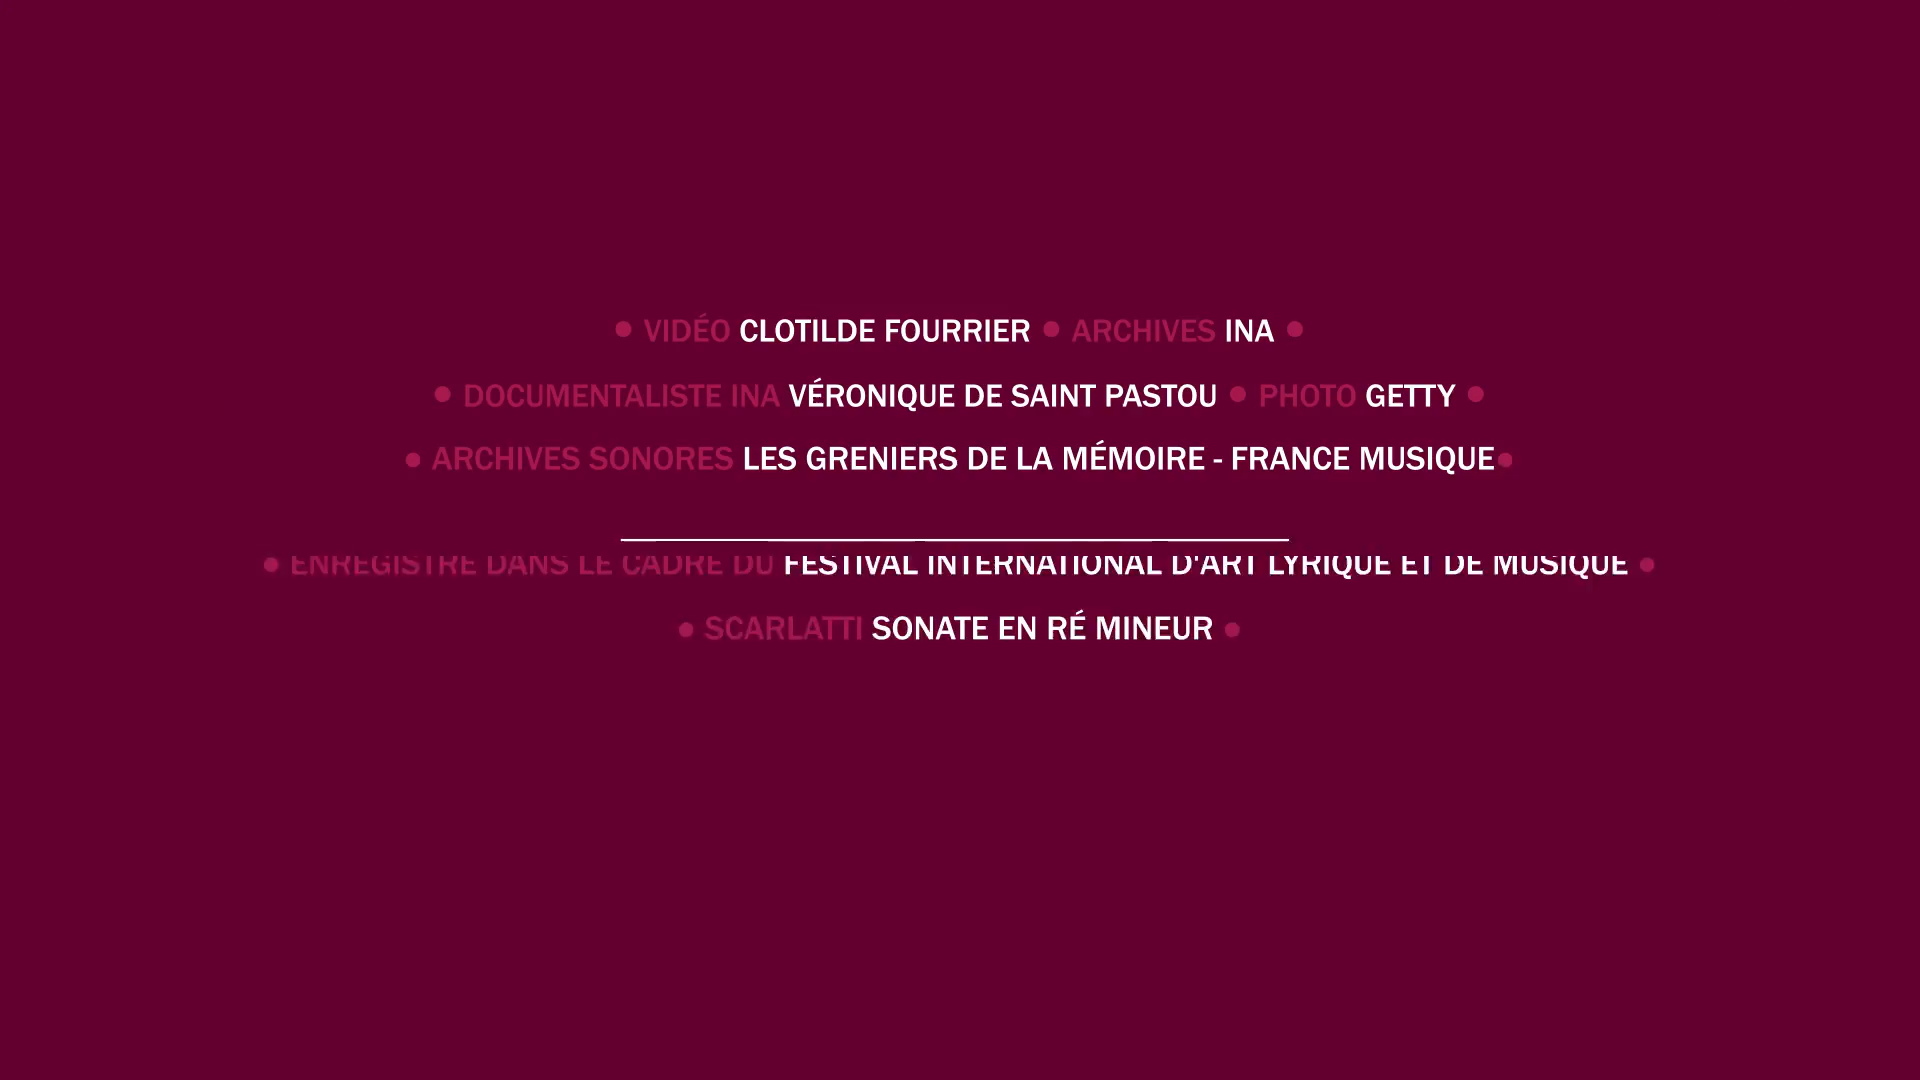 • VIDÉO CLOTILDE FOURRIER • ARCHIVES INA •
• DOCUMENTALISTE INA VÉRONIQUE DE SAINT PASTOU • PHOTO GETTY •
• ARCHIVES SONORES LES GRENIERS DE LA MÉMOIRE - FRANCE MUSIQUE•
• ENREGISTRE DANS LE CADRE DU FESTIVAL INTERNATIONAL D'ART LYRIQUE ET DE MUSIQUE •
• SCARLATTI SONATE EN RÉ MINEUR •